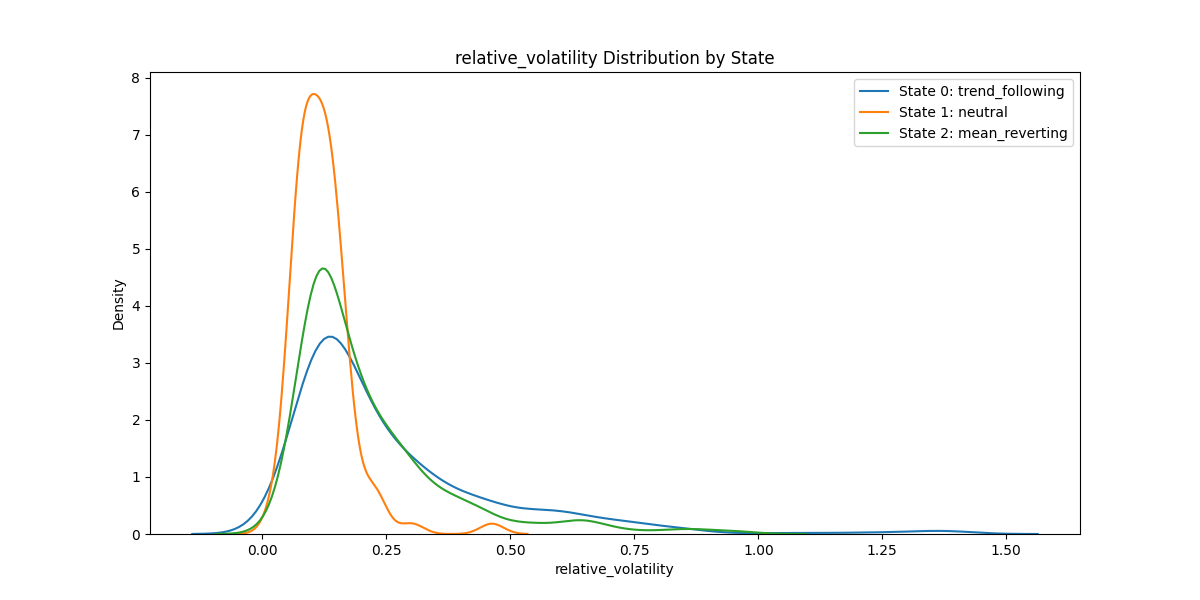 relative_volatility Distribution by State
State 0: trend_following
State 1: neutral
State 2: mean_reverting
8
7
6
5
4
3
2
1
0
Density
0.00 0.25 0.50 0.75 1.00 1.25 1.50
relative_volatility